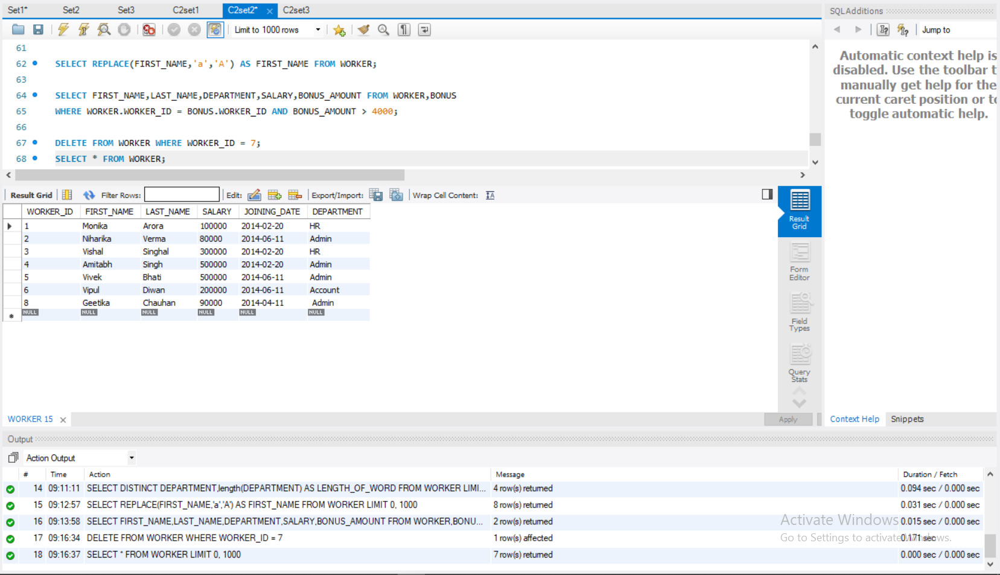 Set1* Set2 Set3 C2set1 C2set2* C2set3
SQLAdditions
Limit to 1000 rows
Jump to
61
62 SELECT REPLACE(FIRST_NAME,'a','A') AS FIRST_NAME FROM WORKER;
63
64 SELECT FIRST_NAME,LAST_NAME,DEPARTMENT,SALARY,BONUS_AMOUNT FROM WORKER,BONUS
65 WHERE WORKER.WORKER_ID = BONUS.WORKER_ID AND BONUS_AMOUNT > 4000;
66
67 DELETE FROM WORKER WHERE WORKER_ID = 7;
68 SELECT * FROM WORKER;
Automatic context help is
disabled. Use the toolbar t
manually get help for the
current caret position or to
toggle automatic help.
Result Grid Filter Rows: Edit: Export/Import: Wrap Cell Content:
WORKER_ID FIRST_NAME LAST_NAME SALARY JOINING_DATE DEPARTMENT
1 Monika Arora 100000 2014-02-20 HR
2 Niharika Verma 80000 2014-06-11 Admin
3 Vishal Singhal 300000 2014-02-20 HR
4 Amitabh Singh 500000 2014-02-20 Admin
5 Vivek Bhati 500000 2014-06-11 Admin
6 Vipul Diwan 200000 2014-06-11 Account
8 Geetika Chauhan 90000 2014-04-11 Admin
NULL NULL NULL NULL NULL NULL
Result
Grid
Form
Editor
Field
Types
Query
Stats
WORKER 15
Apply
Context Help Snippets
Output
Action Output
# Time Action Message Duration / Fetch
14 09:11:11 SELECT DISTINCT DEPARTMENT,length(DEPARTMENT) AS LENGTH_OF_WORD FROM WORKER LIMI... 4 row(s) returned 0.094 sec / 0.000 sec
15 09:12:57 SELECT REPLACE(FIRST_NAME,'a','A') AS FIRST_NAME FROM WORKER LIMIT 0, 1000 8 row(s) returned 0.031 sec / 0.000 sec
16 09:13:58 SELECT FIRST_NAME,LAST_NAME,DEPARTMENT,SALARY,BONUS_AMOUNT FROM WORKER,BONU... 2 row(s) returned 0.015 sec / 0.000 sec
17 09:16:34 DELETE FROM WORKER WHERE WORKER_ID = 7 1 row(s) affected 0.171 sec
18 09:16:37 SELECT * FROM WORKER LIMIT 0, 1000 7 row(s) returned 0.000 sec / 0.000 sec
Activate Windows
Go to Settings to activate Windows.